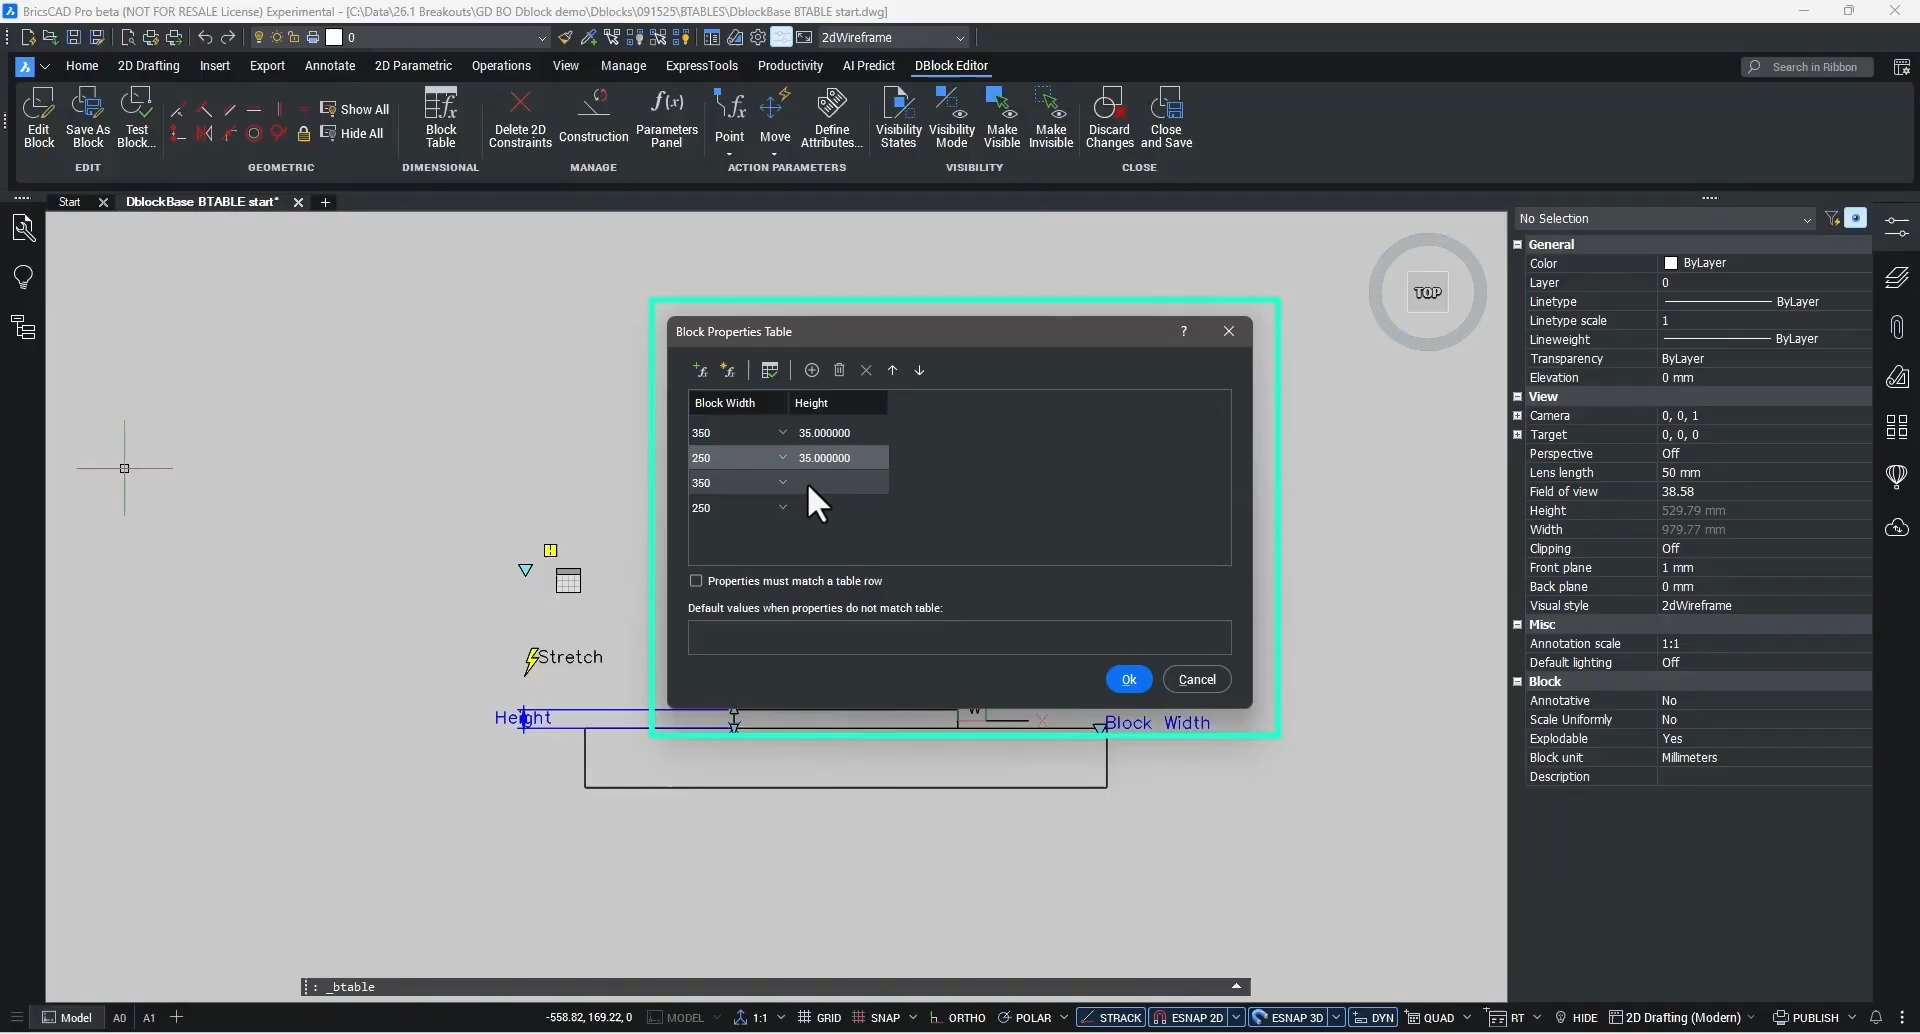 BricsCAD Pro beta (NOT FOR RESALE License) Experimental - [C:\Data\26.1 Breakouts\GD BO Dblock demo\Dblocks\091525\BTABLES\DblockBase BTABLE start.dwg]
0
2dWireframe
Home 2D Drafting Insert Export Annotate 2D Parametric Operations View Manage ExpressTools Productivity AI Predict DBlock Editor
Search in Ribbon
Edit Block
Save As Block
Test Block...
Show All
Hide All
Block Table
Delete 2D Constraints
Construction
Parameters Panel
Point
Move
Define Attributes...
Visibility States
Visibility Mode
Make Visible
Make Invisible
Discard Changes
Close and Save
EDIT GEOMETRIC DIMENSIONAL MANAGE ACTION PARAMETERS VISIBILITY CLOSE
Start
DblockBase BTABLE start*
TOP
Block Properties Table
?
Block Width Height
350 35.000000
250 35.000000
350
250
Properties must match a table row
Default values when properties do not match table:
Ok
Cancel
Stretch
Height
W
Block Width
: _btable
No Selection
General
Color ByLayer
Layer 0
Linetype ByLayer
Linetype scale 1
Lineweight ByLayer
Transparency ByLayer
Elevation 0 mm
View
Camera 0, 0, 1
Target 0, 0, 0
Perspective Off
Lens length 50 mm
Field of view 38.58
Height 529.79 mm
Width 979.77 mm
Clipping Off
Front plane 1 mm
Back plane 0 mm
Visual style 2dWireframe
Misc
Annotation scale 1:1
Default lighting Off
Block
Annotative No
Scale Uniformly No
Explodable Yes
Block unit Millimeters
Description
Model A0 A1
-558.82, 169.22, 0 MODEL 1:1 GRID SNAP ORTHO POLAR STRACK ESNAP 2D ESNAP 3D DYN QUAD RT HIDE 2D Drafting (Modern) PUBLISH